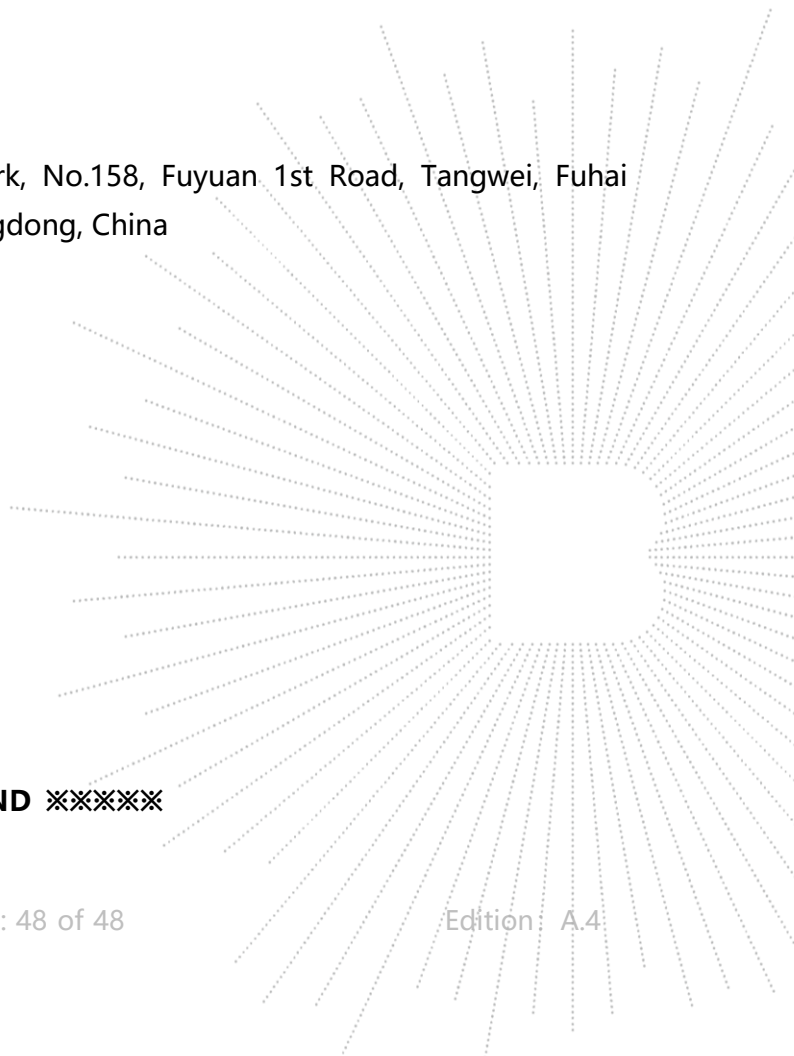 rk, No.158, Fuyuan 1st Road, Tangwei, Fuhai
gdong, China
ND ※※※※※
: 48 of 48 Edition: A.4